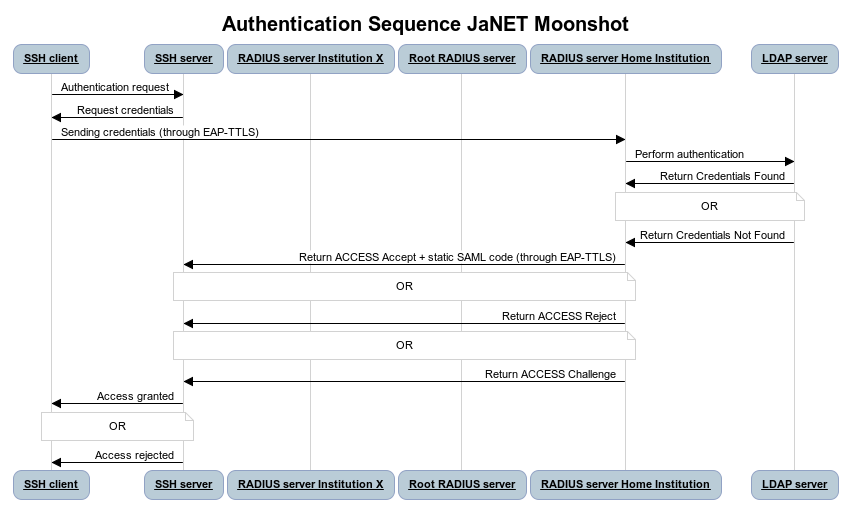 Authentication Sequence JaNET Moonshot
SSH client
SSH server
RADIUS server Institution X
Root RADIUS server
RADIUS server Home Institution
LDAP server
Authentication request
Request credentials
Sending credentials (through EAP-TTLS)
Perform authentication
Return Credentials Found
OR
Return Credentials Not Found
Return ACCESS Accept + static SAML code (through EAP-TTLS)
OR
Return ACCESS Reject
OR
Return ACCESS Challenge
Access granted
OR
Access rejected
SSH client
SSH server
RADIUS server Institution X
Root RADIUS server
RADIUS server Home Institution
LDAP server